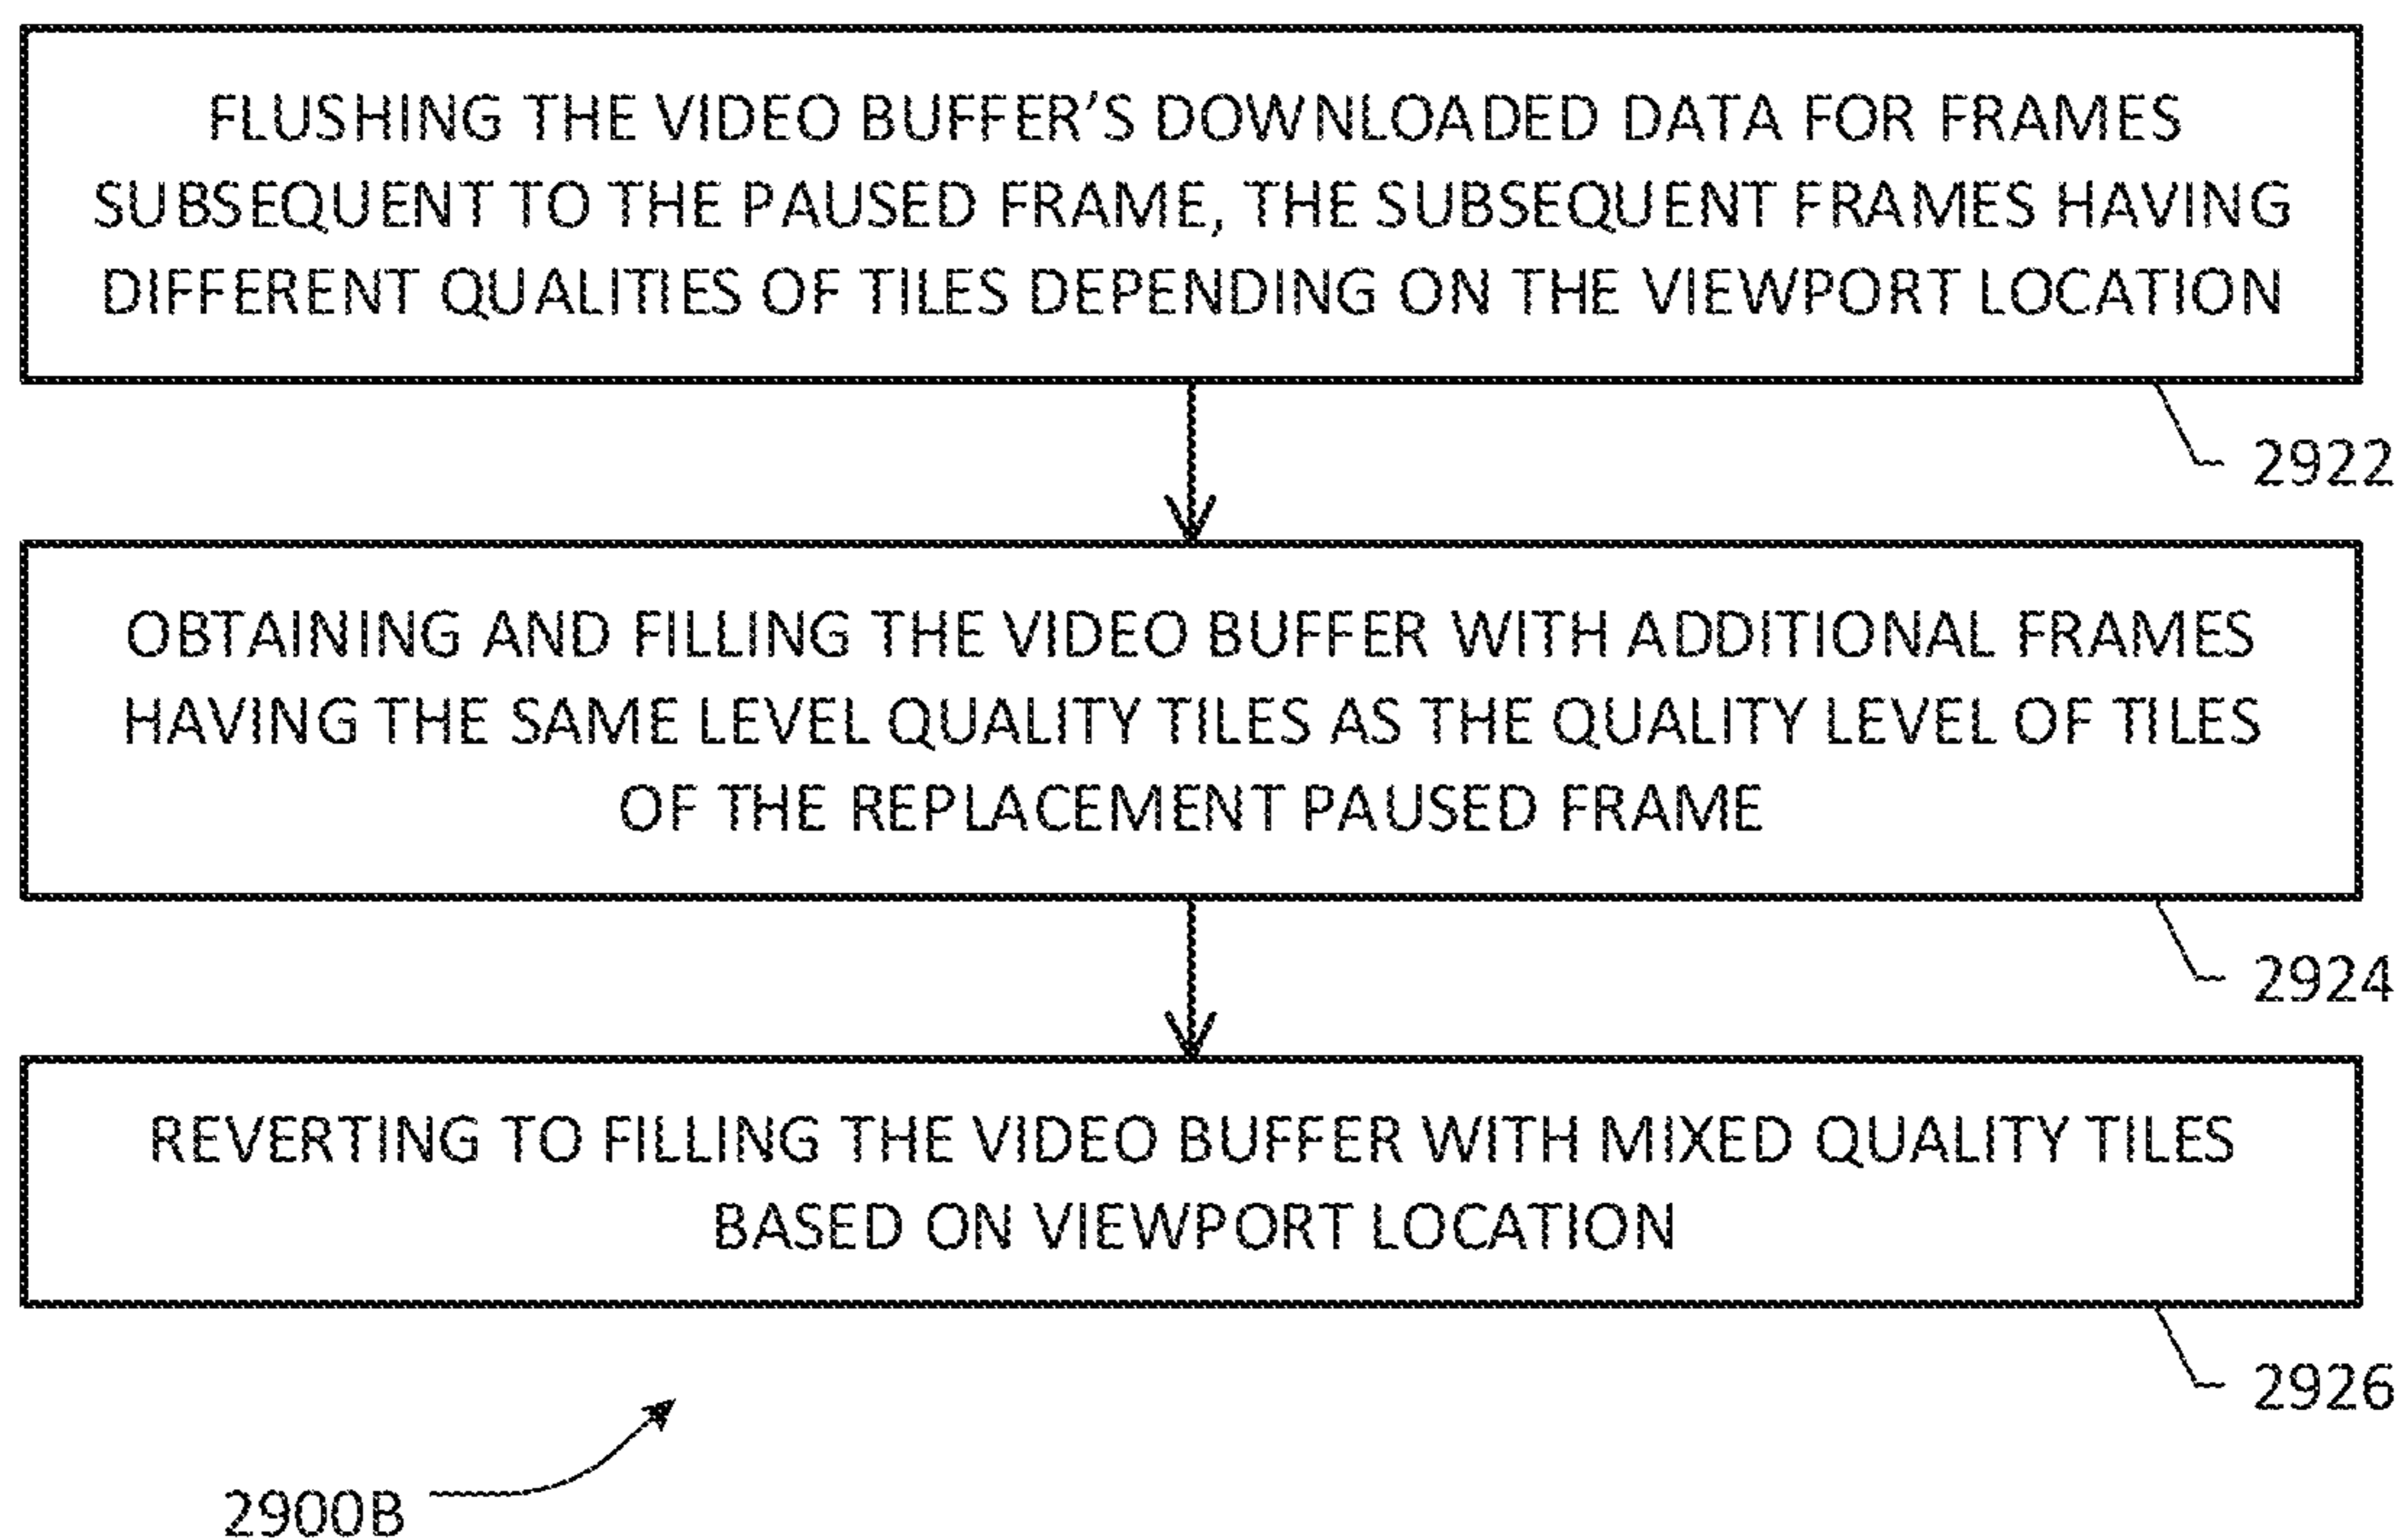 FLUSHING THE VIDEO BUFFER'S DOWNLOADED DATA FOR FRAMES
SUBSEQUENT TO THE PAUSED FRAME, THE SUBSEQUENT FRAMES HAVING
DIFFERENT QUALITIES OF TILES DEPENDING ON THE VIEWPORT LOCATION
2922
OBTAINING AND FILLING THE VIDEO BUFFER WITH ADDITIONAL FRAMES
HAVING THE SAME LEVEL QUALITY TILES AS THE QUALITY LEVEL OF TILES
OF THE REPLACEMENT PAUSED FRAME
2924
REVERTING TO FILLING THE VIDEO BUFFER WITH MIXED QUALITY TILES
BASED ON VIEWPORT LOCATION
2926
2900B